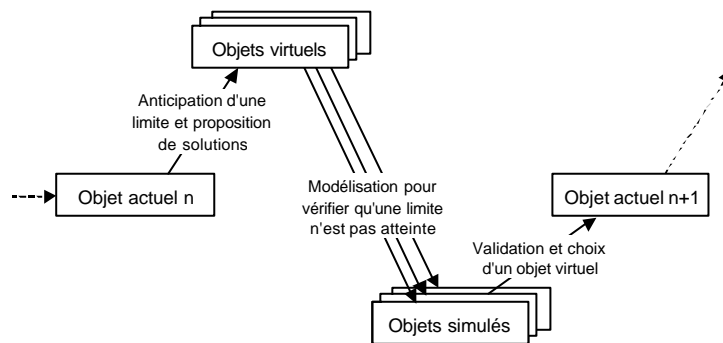 Objets virtuels
Anticipation d'une
limite et proposition
de solutions
Objet actuel n
Modélisation pour
vérifier qu'une limite
n'est pas atteinte
Objet actuel n+1
Validation et choix
d'un objet virtuel
Objets simulés